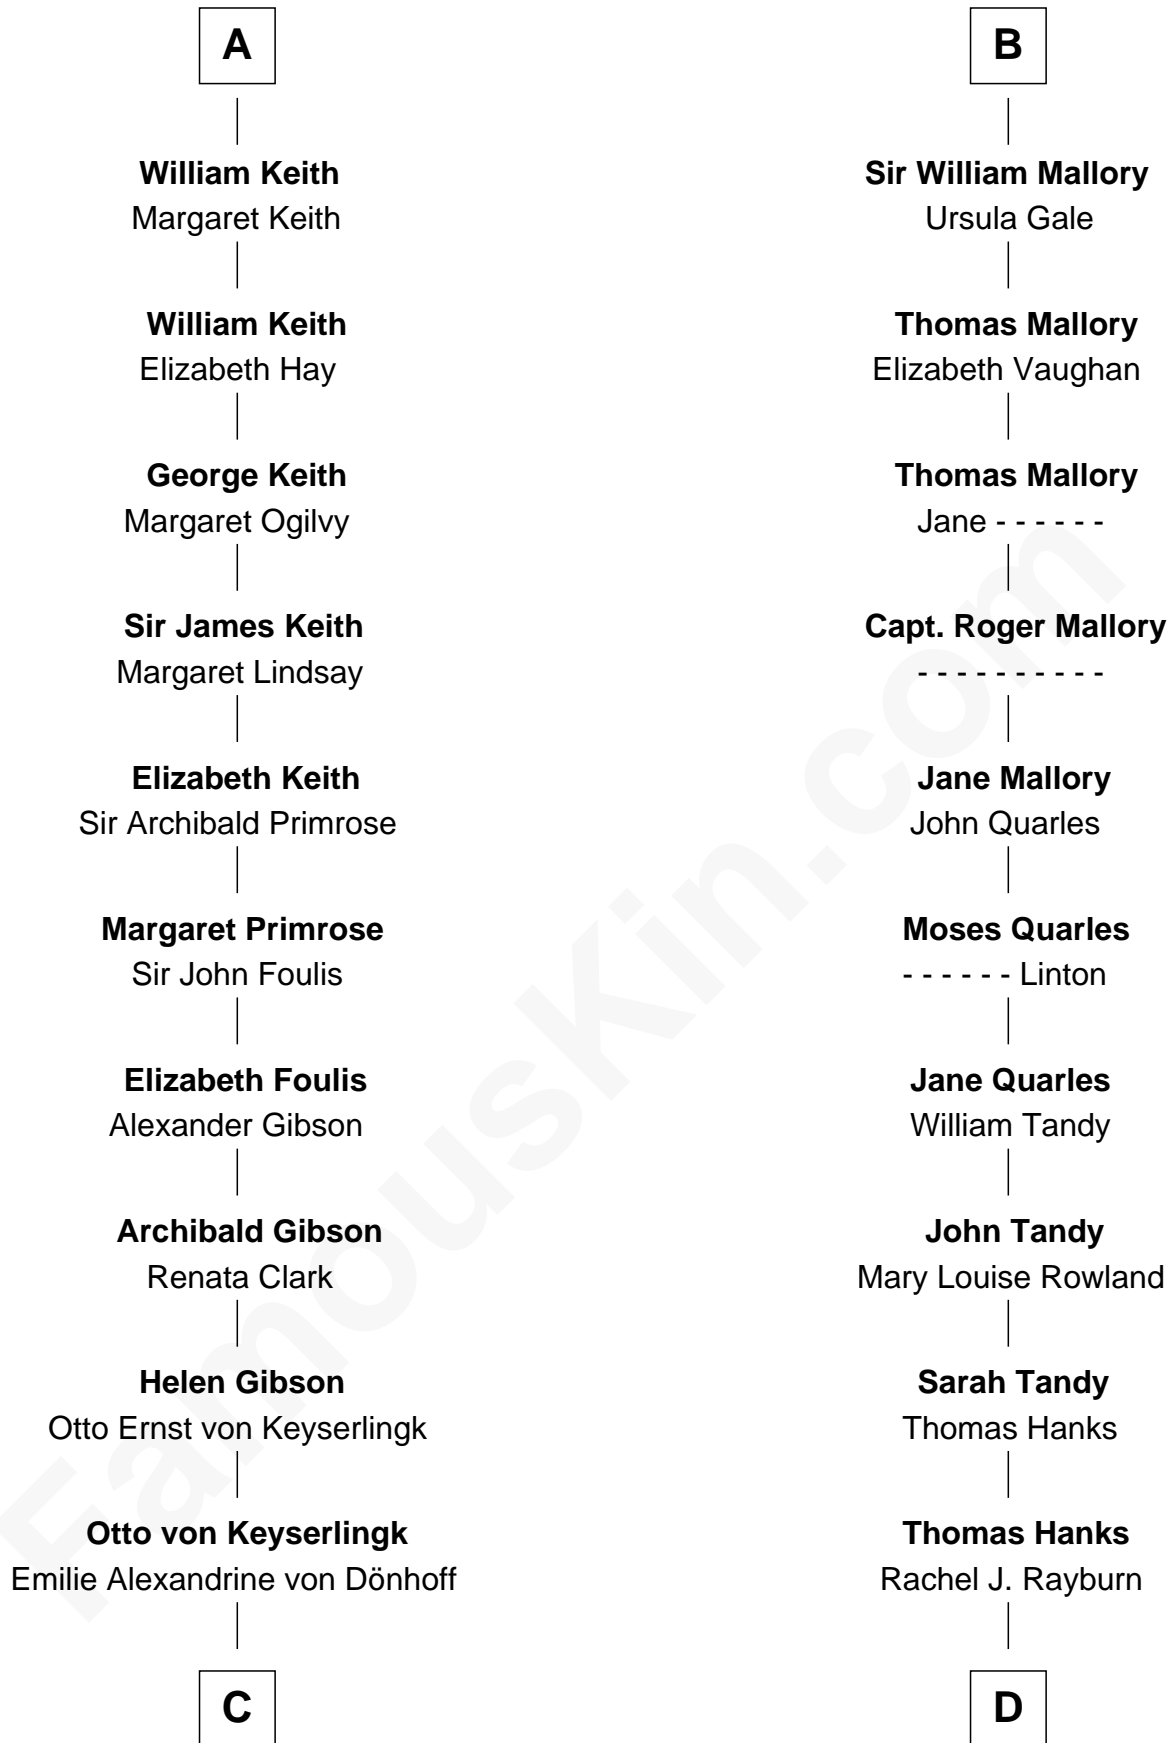 A
William Keith
Margaret Keith
William Keith
Elizabeth Hay
George Keith
Margaret Ogilvy
Sir James Keith
Margaret Lindsay
Elizabeth Keith
Sir Archibald Primrose
Margaret Primrose
Sir John Foulis
Elizabeth Foulis
Alexander Gibson
Archibald Gibson
Renata Clark
Helen Gibson
Otto Ernst von Keyserlingk
Otto von Keyserlingk
Emilie Alexandrine von Dönhoff
C
B
Sir William Mallory
Ursula Gale
Thomas Mallory
Elizabeth Vaughan
Thomas Mallory
Jane - - - - - -
Capt. Roger Mallory
- - - - - - - - - -
Jane Mallory
John Quarles
Moses Quarles
- - - - - - Linton
Jane Quarles
William Tandy
John Tandy
Mary Louise Rowland
Sarah Tandy
Thomas Hanks
Thomas Hanks
Rachel J. Rayburn
D
FamousKin.com